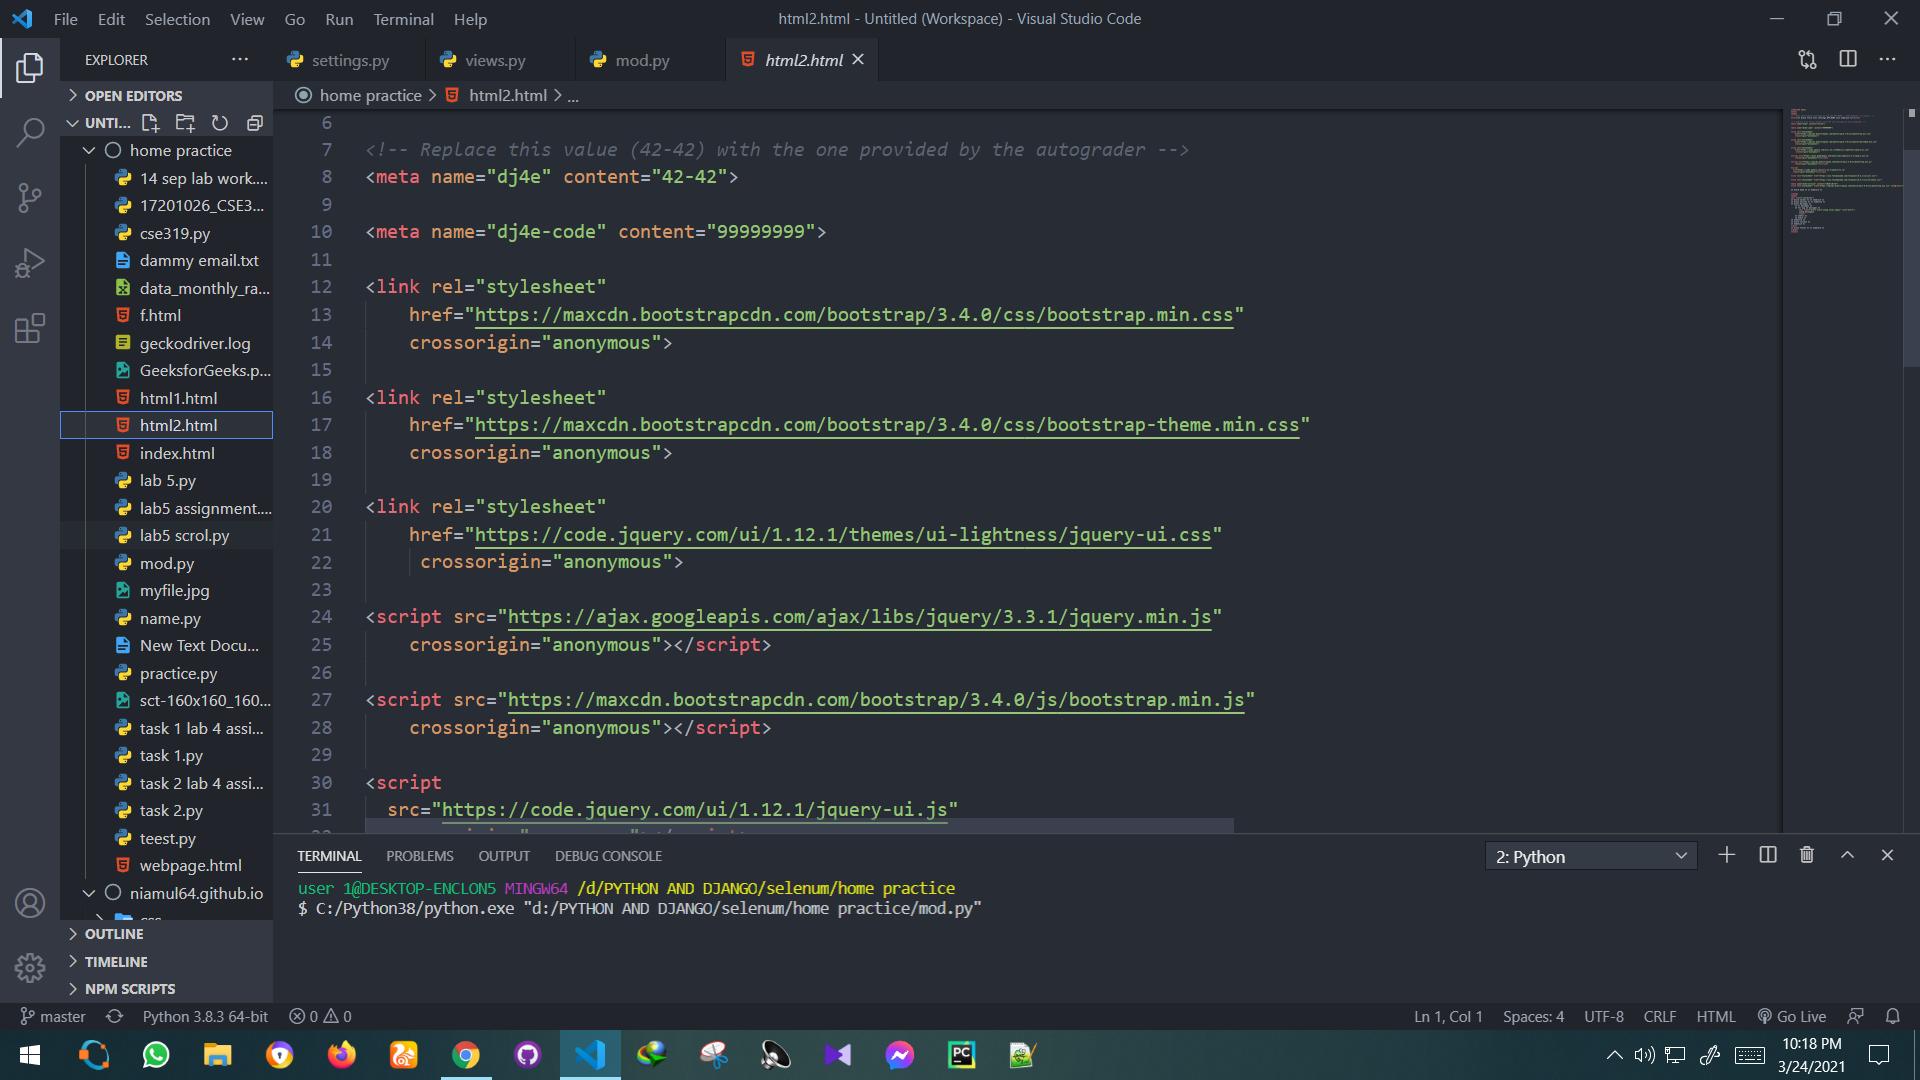 File Edit Selection View Go Run Terminal Help
html2.html - Untitled (Workspace) - Visual Studio Code
EXPLORER ...
settings.py views.py mod.py html2.html
OPEN EDITORS
home practice > html2.html > ...
UNTI...
home practice
14 sep lab work....
17201026_CSE3...
cse319.py
dammy email.txt
data_monthly_ra...
f.html
geckodriver.log
GeeksforGeeks.p...
html1.html
html2.html
index.html
lab 5.py
lab5 assignment....
lab5 scrol.py
mod.py
myfile.jpg
name.py
New Text Docu...
practice.py
sct-160x160_160...
task 1 lab 4 assi...
task 1.py
task 2 lab 4 assi...
task 2.py
teest.py
webpage.html
niamul64.github.io
css
OUTLINE
TIMELINE
NPM SCRIPTS
6
7 <!-- Replace this value (42-42) with the one provided by the autograder -->
8 <meta name="dj4e" content="42-42">
9
10 <meta name="dj4e-code" content="99999999">
11
12 <link rel="stylesheet"
13 href="https://maxcdn.bootstrapcdn.com/bootstrap/3.4.0/css/bootstrap.min.css"
14 crossorigin="anonymous">
15
16 <link rel="stylesheet"
17 href="https://maxcdn.bootstrapcdn.com/bootstrap/3.4.0/css/bootstrap-theme.min.css"
18 crossorigin="anonymous">
19
20 <link rel="stylesheet"
21 href="https://code.jquery.com/ui/1.12.1/themes/ui-lightness/jquery-ui.css"
22 crossorigin="anonymous">
23
24 <script src="https://ajax.googleapis.com/ajax/libs/jquery/3.3.1/jquery.min.js"
25 crossorigin="anonymous"></script>
26
27 <script src="https://maxcdn.bootstrapcdn.com/bootstrap/3.4.0/js/bootstrap.min.js"
28 crossorigin="anonymous"></script>
29
30 <script
31 src="https://code.jquery.com/ui/1.12.1/jquery-ui.js"
TERMINAL PROBLEMS OUTPUT DEBUG CONSOLE
2: Python
user 1@DESKTOP-ENCLON5 MINGW64 /d/PYTHON AND DJANGO/selenum/home practice
$ C:/Python38/python.exe "d:/PYTHON AND DJANGO/selenum/home practice/mod.py"
master Python 3.8.3 64-bit 0 0
Ln 1, Col 1 Spaces: 4 UTF-8 CRLF HTML Go Live
10:18 PM
3/24/2021